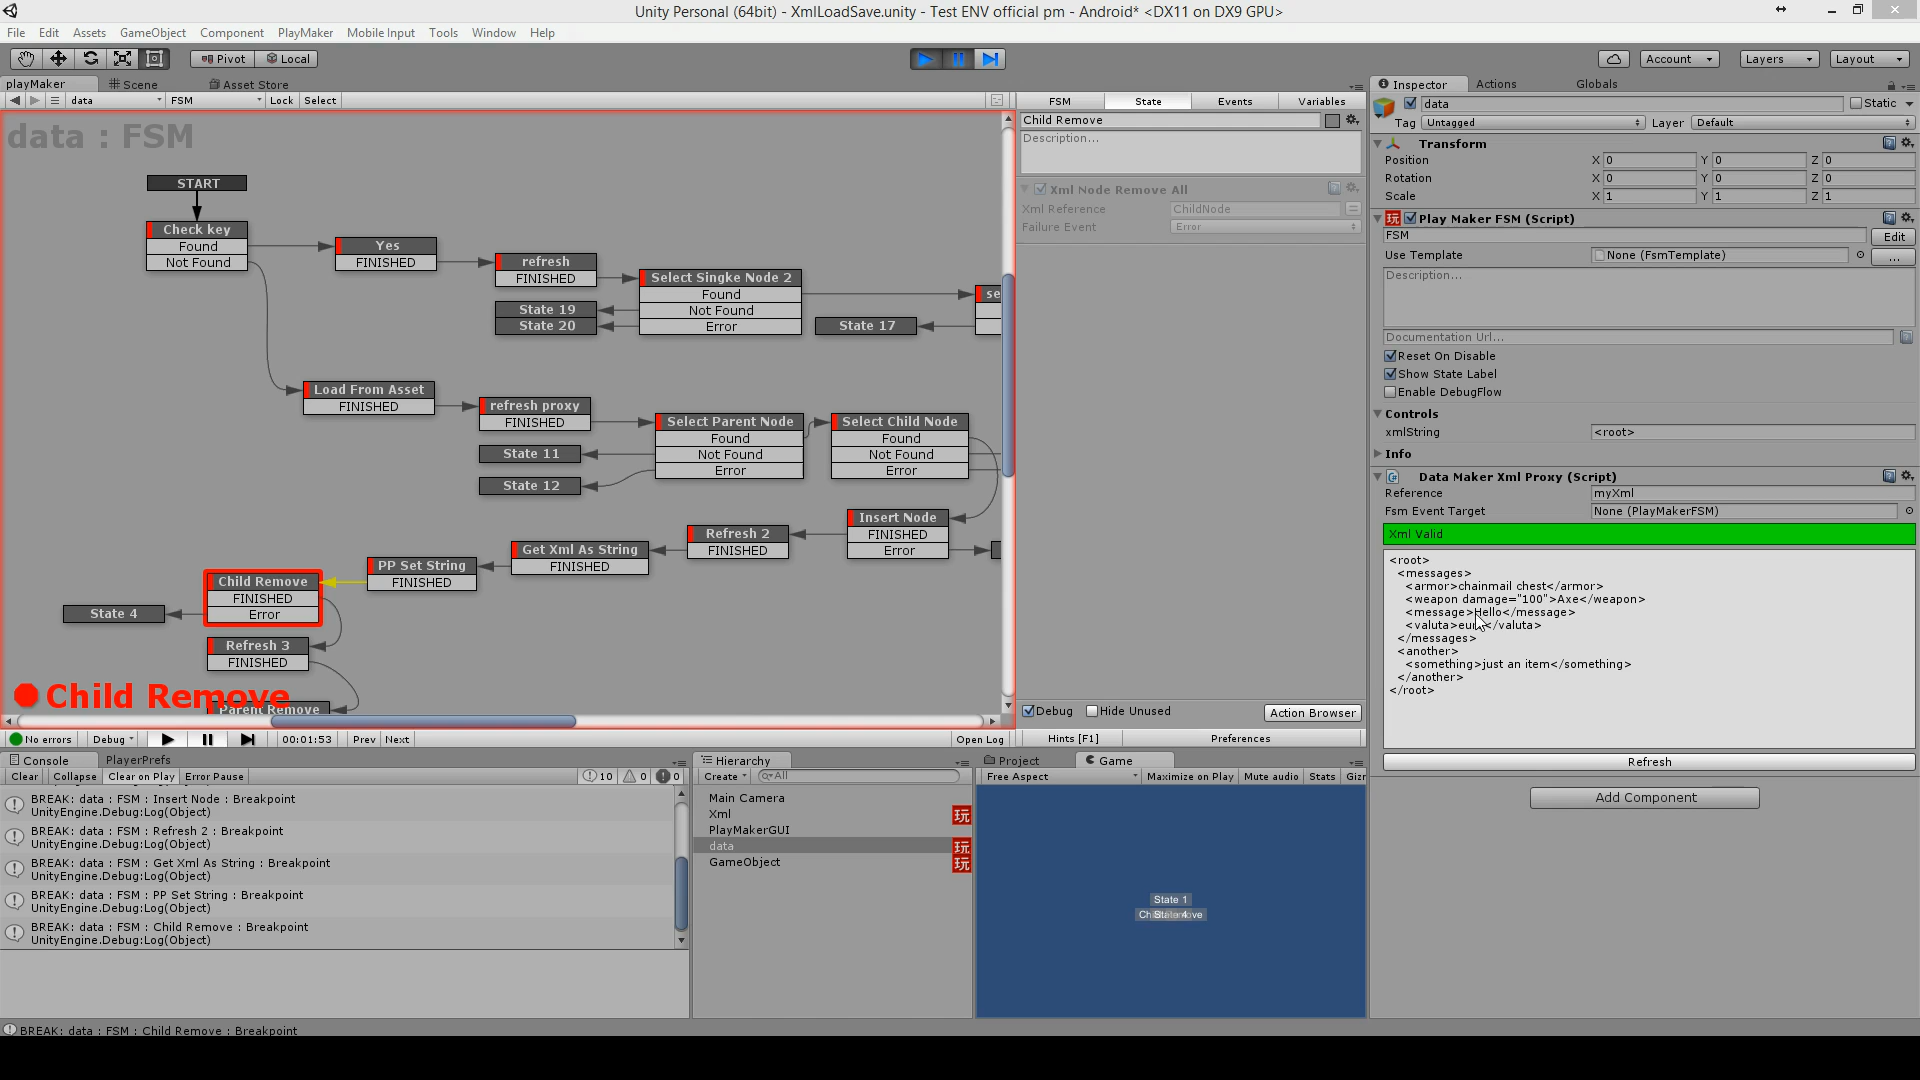 Unity Personal (64bit) - XmlLoadSave.unity - Test ENV official pm - Android* <DX11 on DX9 GPU>
File Edit Assets GameObject Component PlayMaker Mobile Input Tools Window Help
Pivot Local Account Layers Layout
playMaker Scene Asset Store
data FSM Lock Select
data : FSM
START
Check key
Found
Not Found
Yes
FINISHED
refresh
FINISHED
Select Singke Node 2
Found
Not Found
Error
State 19
State 20
State 17
se
Load From Asset
FINISHED
refresh proxy
FINISHED
Select Parent Node
Found
Not Found
Error
Select Child Node
Found
Not Found
Error
State 11
State 12
Insert Node
FINISHED
Error
Refresh 2
FINISHED
Get Xml As String
FINISHED
PP Set String
FINISHED
Child Remove
FINISHED
Error
State 4
Refresh 3
FINISHED
Parent Remove
Child Remove
No errors Debug 00:01:53 Prev Next Open Log
FSM State Events Variables
Child Remove
Description...
Xml Node Remove All
Xml Reference ChildNode
Failure Event Error
Debug Hide Unused Action Browser
Hints [F1] Preferences
Inspector Actions Globals
data Static
Tag Untagged Layer Default
Transform
Position X 0 Y 0 Z 0
Rotation X 0 Y 0 Z 0
Scale X 1 Y 1 Z 1
玩 Play Maker FSM (Script)
FSM Edit
Use Template None (FsmTemplate) ...
Description...
Documentation Url...
Reset On Disable
Show State Label
Enable DebugFlow
Controls
xmlString <root>
Info
Data Maker Xml Proxy (Script)
Reference myXml
Fsm Event Target None (PlayMakerFSM)
Xml Valid
<root>
<messages>
<armor>chainmail chest</armor>
<weapon damage="100">Axe</weapon>
<message>Hello</message>
<valuta>eu </valuta>
</messages>
<another>
<something>just an item</something>
</another>
</root>
Refresh
Add Component
Console PlayerPrefs
Clear Collapse Clear on Play Error Pause 10 0 0
BREAK: data : FSM : Insert Node : Breakpoint
UnityEngine.Debug:Log(Object)
BREAK: data : FSM : Refresh 2 : Breakpoint
UnityEngine.Debug:Log(Object)
BREAK: data : FSM : Get Xml As String : Breakpoint
UnityEngine.Debug:Log(Object)
BREAK: data : FSM : PP Set String : Breakpoint
UnityEngine.Debug:Log(Object)
BREAK: data : FSM : Child Remove : Breakpoint
UnityEngine.Debug:Log(Object)
Hierarchy
Create All
Main Camera
Xml 玩
PlayMakerGUI
data 玩
GameObject 玩
Project Game
Free Aspect Maximize on Play Mute audio Stats Giz
State 1
BREAK: data : FSM : Child Remove : Breakpoint